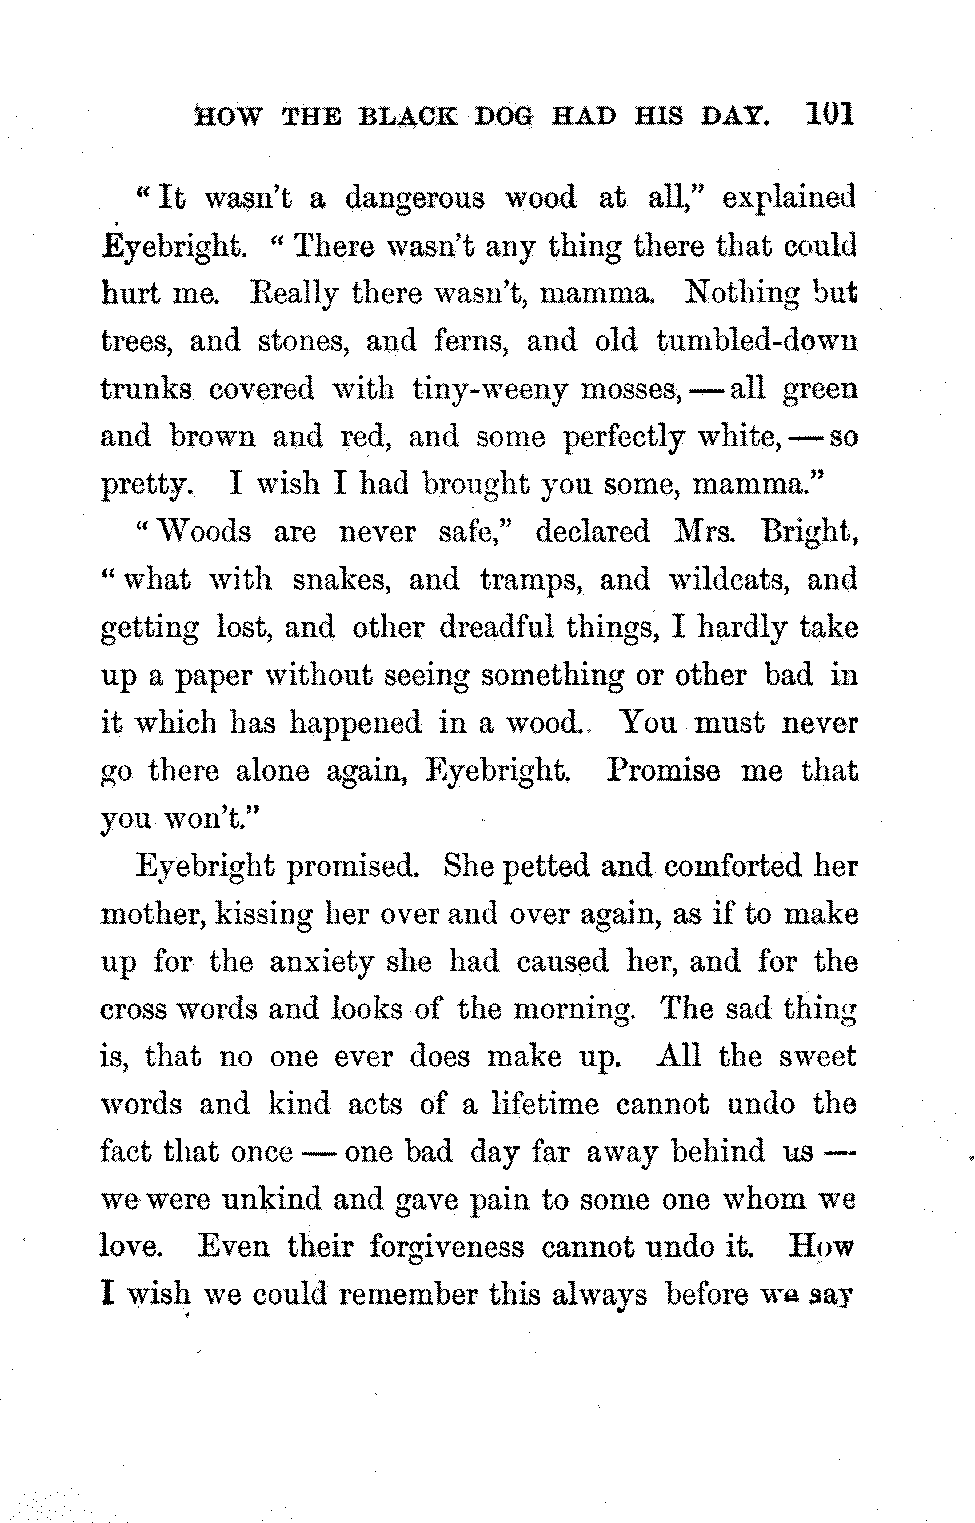 HOW THE BLACK DOG HAD HIS DAY. 101
"It wasn't a dangerous wood at all," explained
Eyebright. "There wasn't any thing there that could
hurt me. Really there wasn't, mamma. Nothing but
trees, and stones, and ferns, and old tumbled-down
trunks covered with tiny-weeny mosses,—all green
and brown and red, and some perfectly white,—so
pretty. I wish I had brought you some, mamma."
"Woods are never safe," declared Mrs. Bright,
"what with snakes, and tramps, and wildcats, and
getting lost, and other dreadful things, I hardly take
up a paper without seeing something or other bad in
it which has happened in a wood. You must never
go there alone again, Eyebright. Promise me that
you won't."
Eyebright promised. She petted and comforted her
mother, kissing her over and over again, as if to make
up for the anxiety she had caused her, and for the
cross words and looks of the morning. The sad thing
is, that no one ever does make up. All the sweet
words and kind acts of a lifetime cannot undo the
fact that once — one bad day far away behind us —
we were unkind and gave pain to some one whom we
love. Even their forgiveness cannot undo it. How
I wish we could remember this always before we say